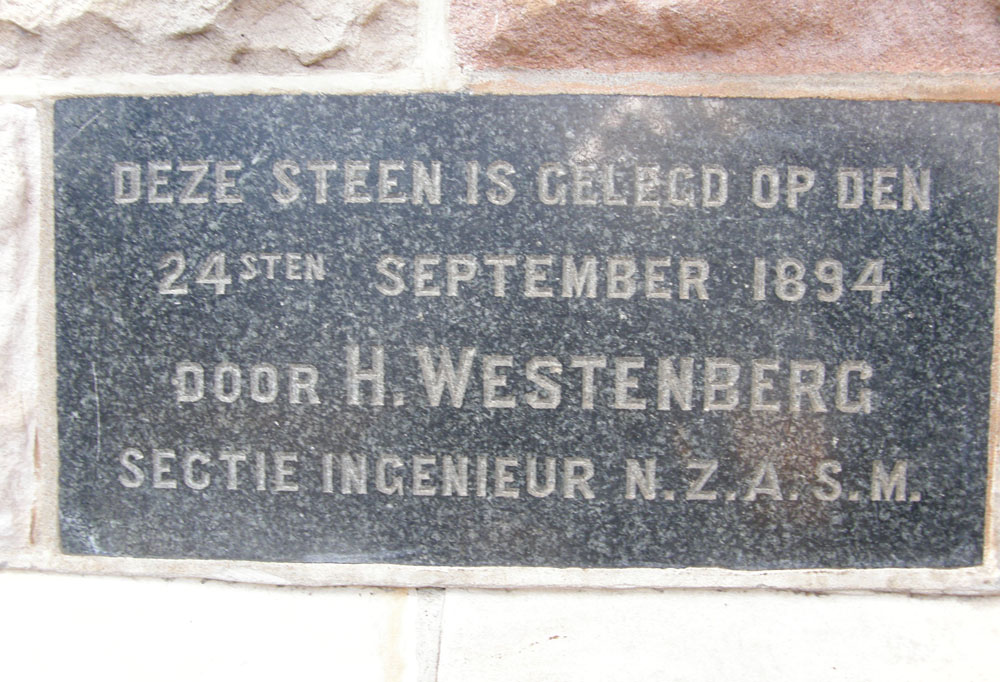 DEZE STEEN IS GELEGD OP DEN
24STEN SEPTEMBER 1894
DOOR H. WESTENBERG
SECTIE INGENIEUR N.Z.A.S.M.